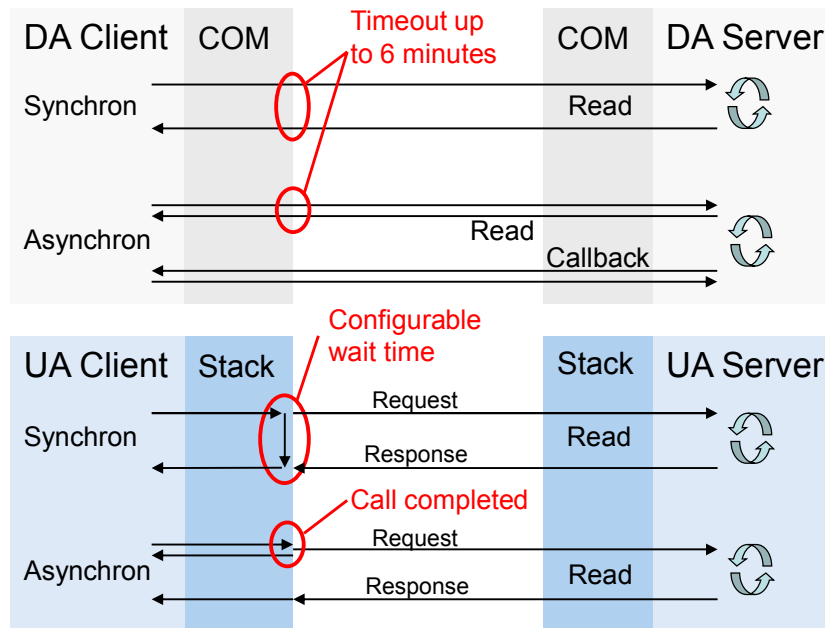 DA Client COM Timeout up COM DA Server
to 6 minutes
Synchron Read
Asynchron Read
Callback
Configurable
wait time
UA Client Stack Stack UA Server
Request
Synchron Read
Response
Call completed
Request
Asynchron Read
Response